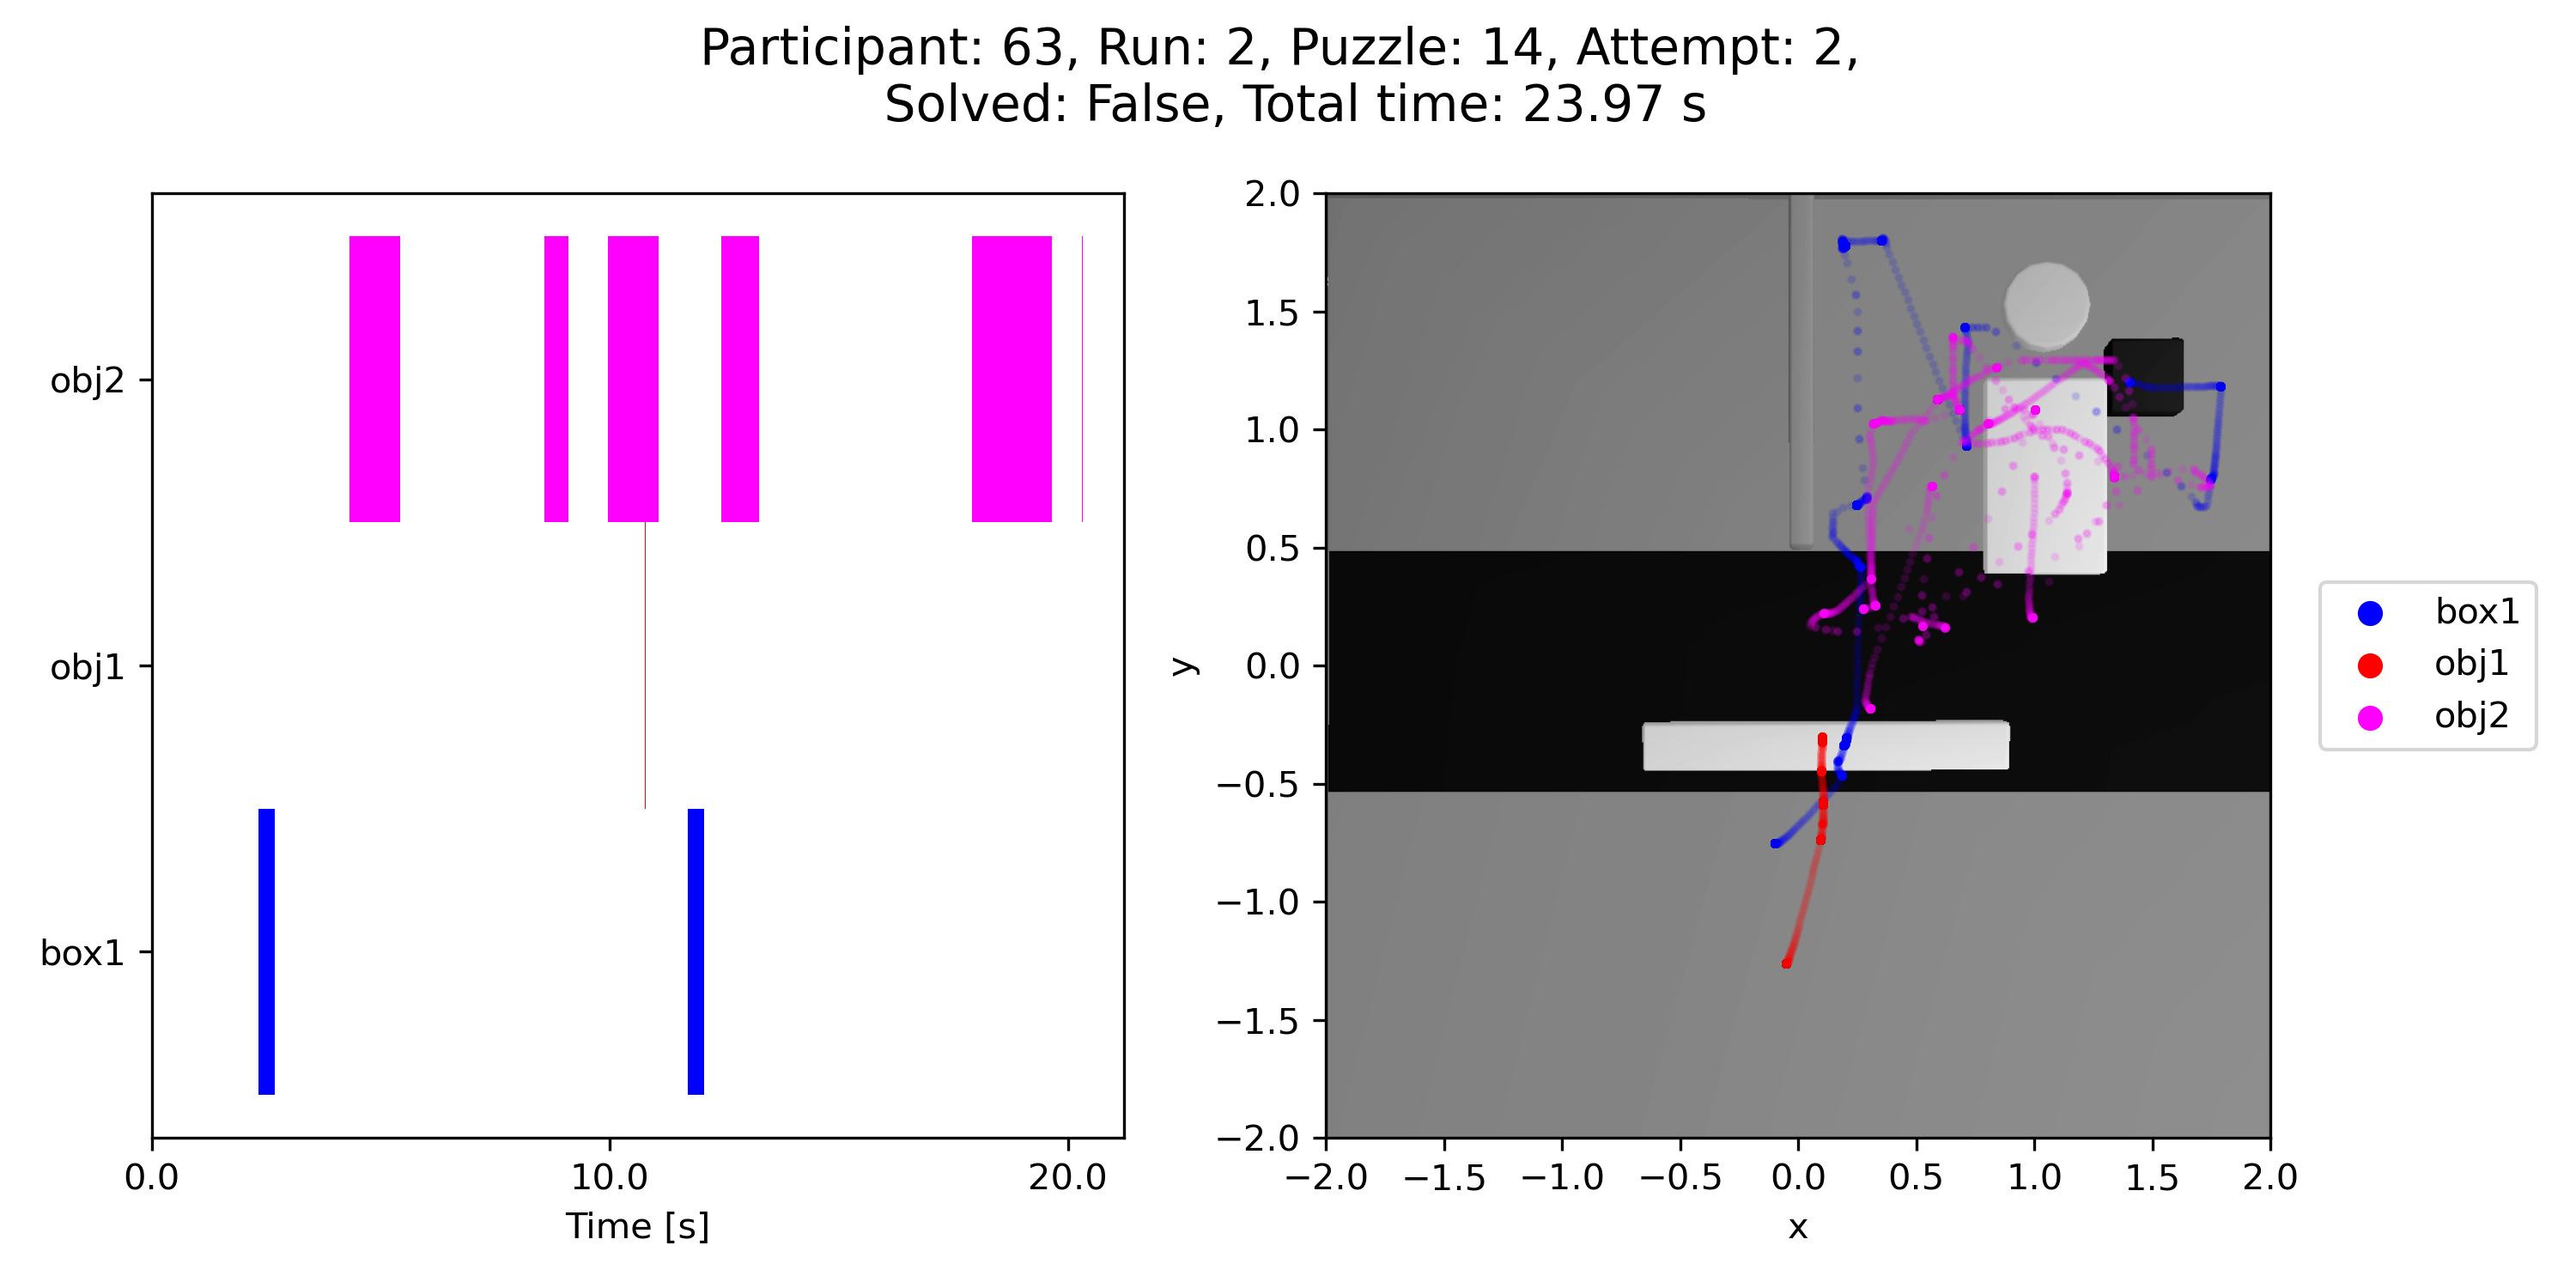 Participant: 63, Run: 2, Puzzle: 14, Attempt: 2,
Solved: False, Total time: 23.97 s
obj2
obj1
box1
0.0
10.0
20.0
Time [s]
2.0
1.5
1.0
0.5
0.0
−0.5
−1.0
−1.5
−2.0
y
−2.0
−1.5
−1.0
−0.5
0.0
0.5
1.0
1.5
2.0
x
box1
obj1
obj2